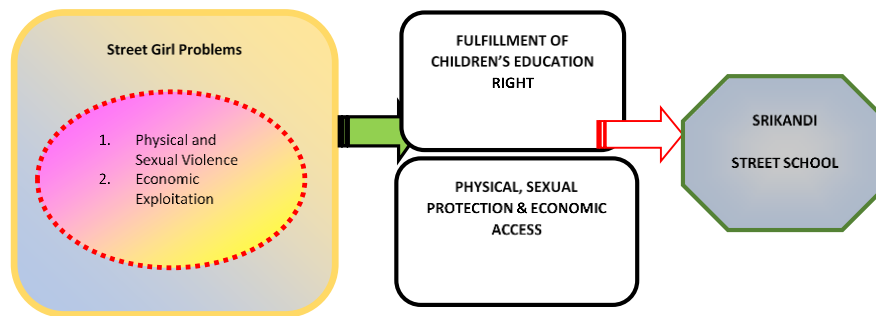 Street Girl Problems
1. Physical and
Sexual Violence
2. Economic
Exploitation
FULFILLMENT OF
CHILDREN’S EDUCATION
RIGHT
PHYSICAL, SEXUAL
PROTECTION & ECONOMIC
ACCESS
SRIKANDI
STREET SCHOOL